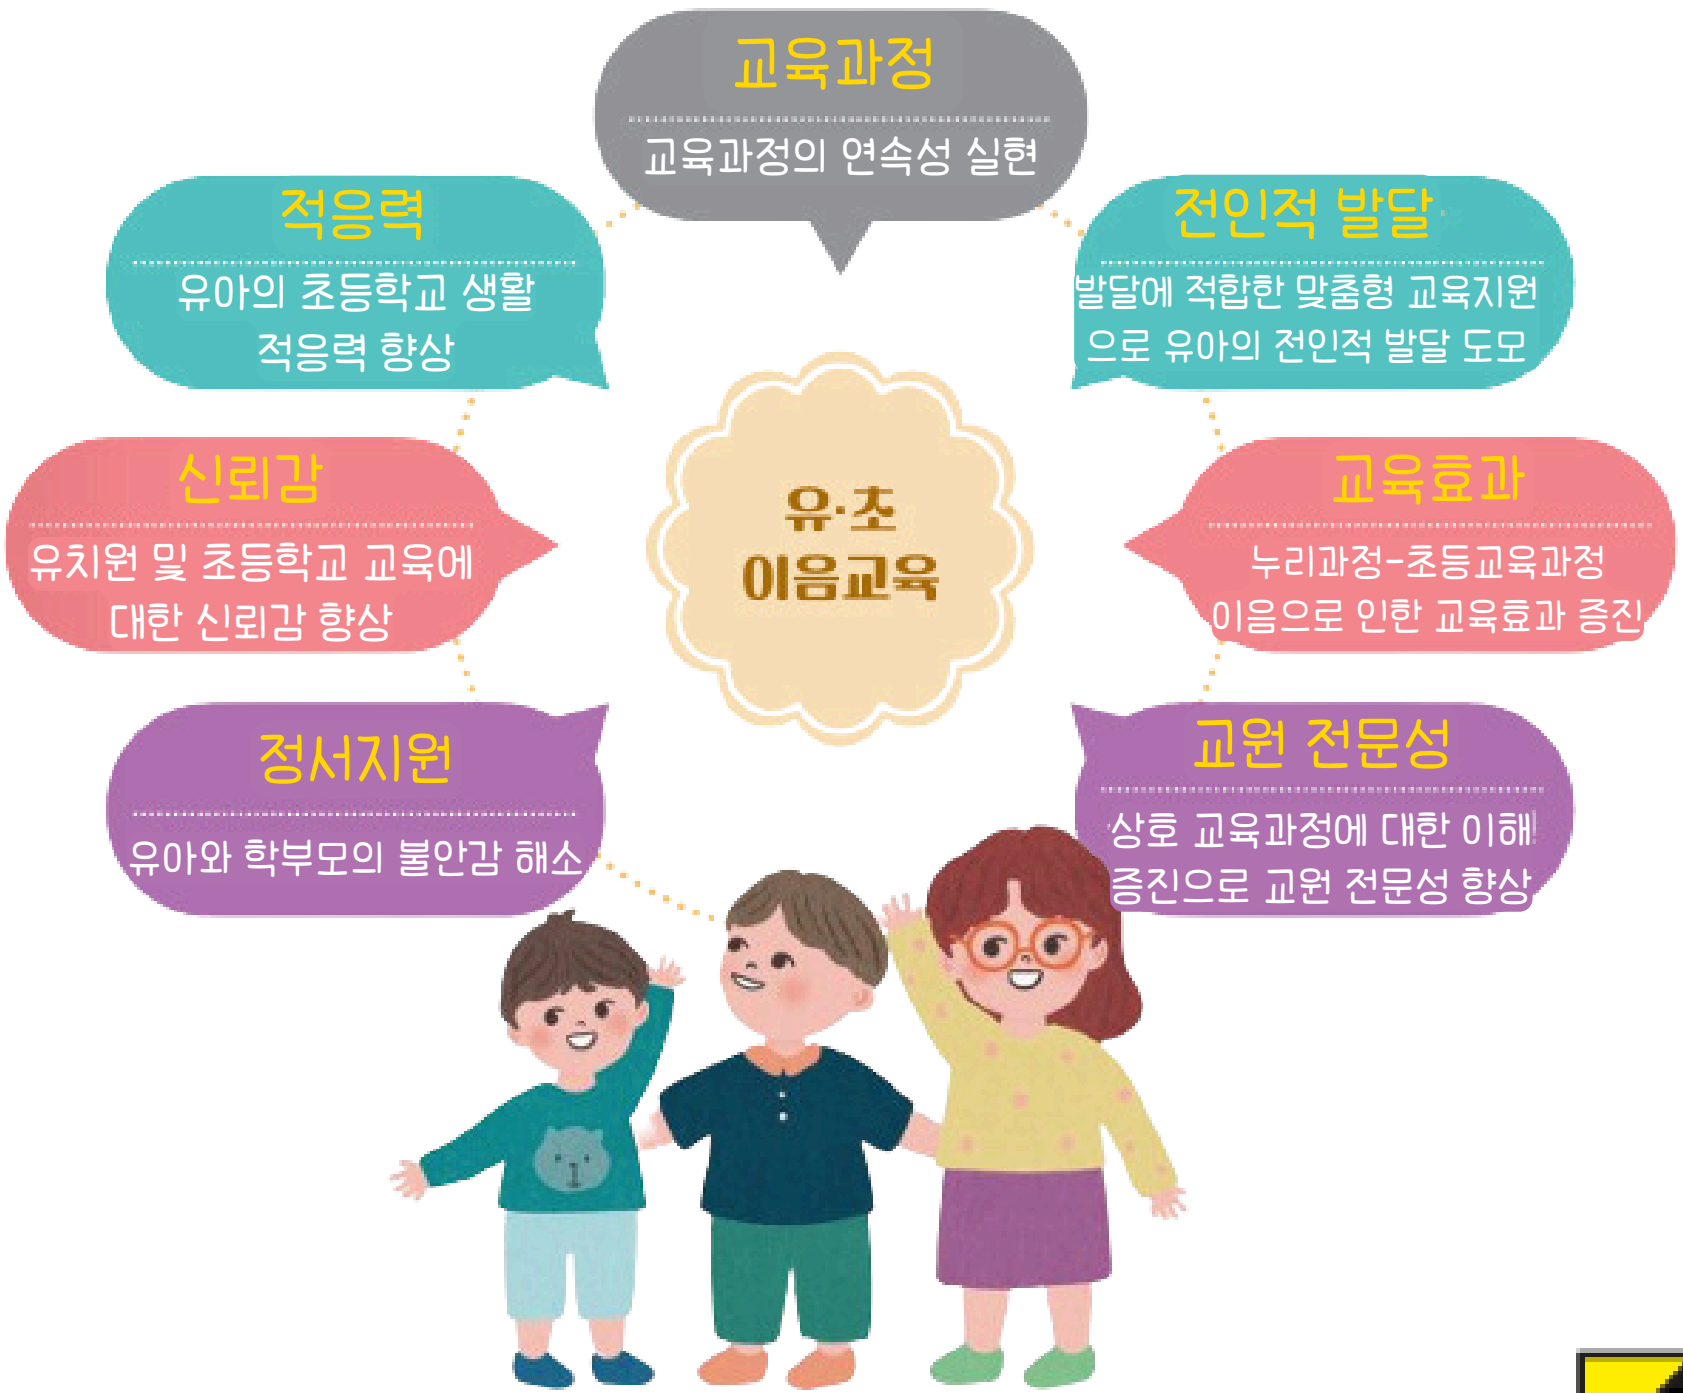 교육과정
교육과정의 연속성 실현
적응력
유아의 초등학교 생활
적응력 향상
전인적 발달
발달에 적합한 맞춤형 교육지원
으로 유아의 전인적 발달 도모
신뢰감
유치원 및 초등학교 교육에
대한 신뢰감 향상
유·초
이음교육
교육효과
누리과정-초등교육과정
이음으로 인한 교육효과 증진
정서지원
유아와 학부모의 불안감 해소
교원 전문성
상호 교육과정에 대한 이해
증진으로 교원 전문성 향상